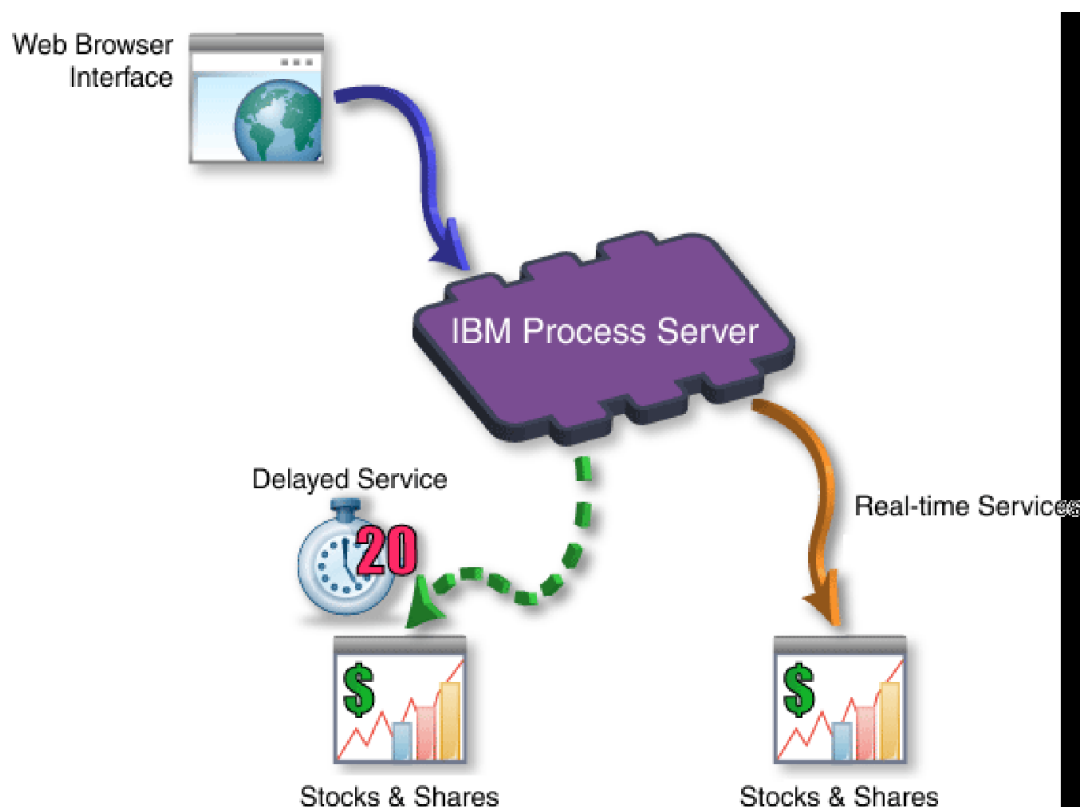 Web Browser
Interface
IBM Process Server
Delayed Service
20
Real-time Services
$
$
Stocks & Shares
Stocks & Shares